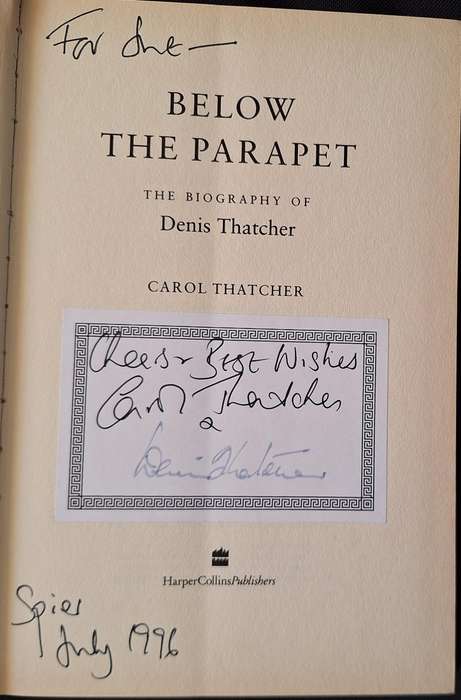 For Sue —
BELOW
THE PARAPET
THE BIOGRAPHY OF
Denis Thatcher
CAROL THATCHER
Cheers & Best Wishes
Carol Thatcher
&
Denis Thatcher
HarperCollinsPublishers
Spier
July 1996